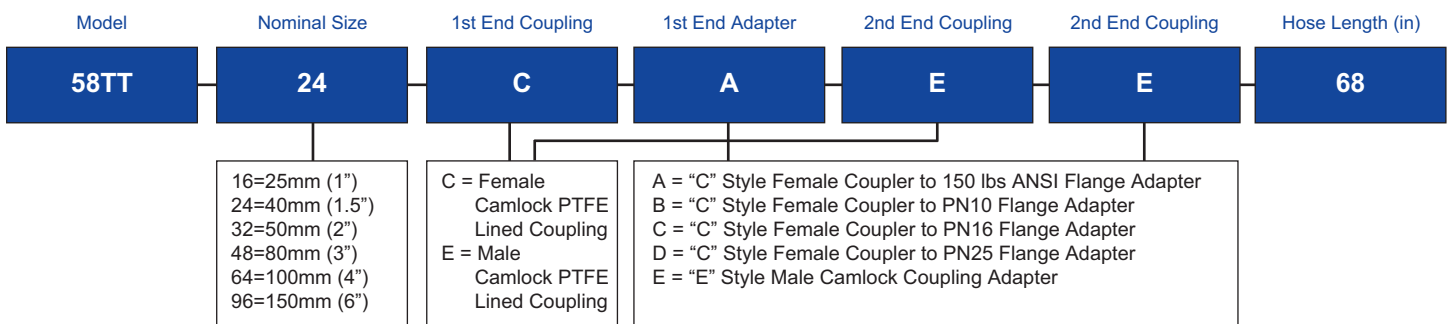 Model
Nominal Size
1st End Coupling
1st End Adapter
2nd End Coupling
2nd End Coupling
Hose Length (in)
58TT
24
C
A
E
E
68
16=25mm (1”)
24=40mm (1.5”)
32=50mm (2”)
48=80mm (3”)
64=100mm (4”)
96=150mm (6”)
C = Female
Camlock PTFE
Lined Coupling
E = Male
Camlock PTFE
Lined Coupling
A = “C” Style Female Coupler to 150 lbs ANSI Flange Adapter
B = “C” Style Female Coupler to PN10 Flange Adapter
C = “C” Style Female Coupler to PN16 Flange Adapter
D = “C” Style Female Coupler to PN25 Flange Adapter
E = “E” Style Male Camlock Coupling Adapter